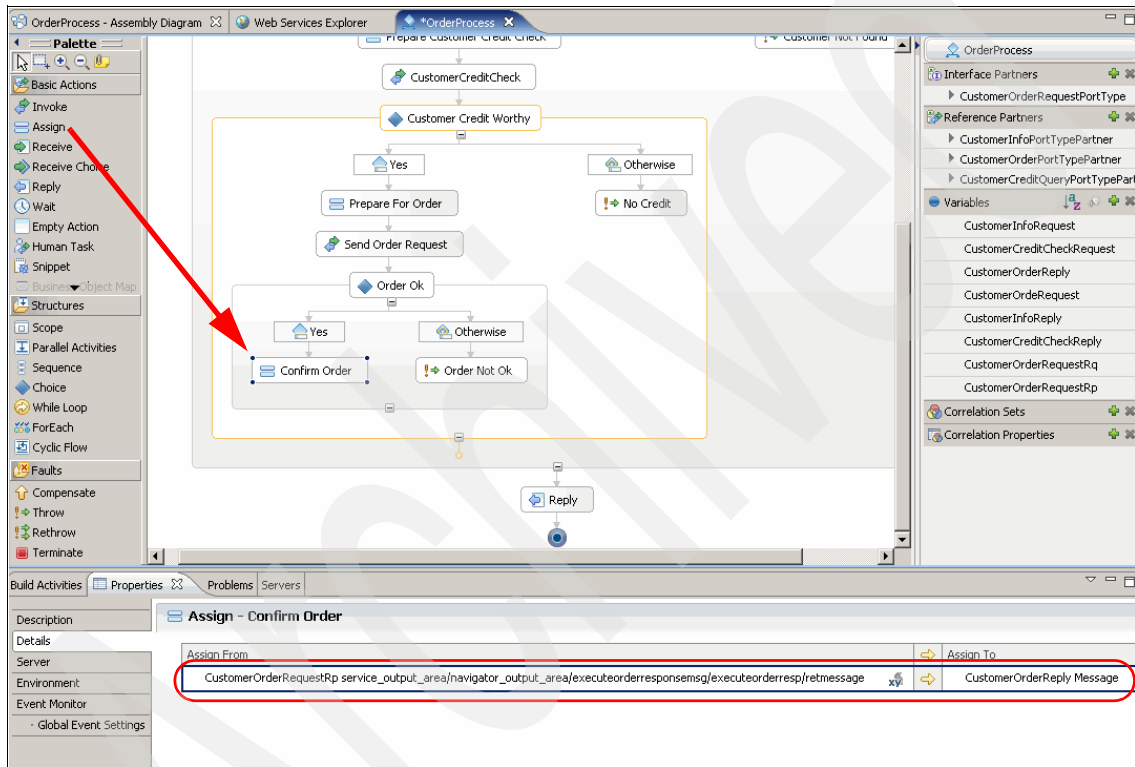 OrderProcess - Assembly Diagram
Web Services Explorer
*OrderProcess
Palette
Basic Actions
Invoke
Assign
Receive
Receive Choice
Reply
Wait
Empty Action
Human Task
Snippet
Business Object Map
Structures
Scope
Parallel Activities
Sequence
Choice
While Loop
ForEach
Cyclic Flow
Faults
Compensate
Throw
Rethrow
Terminate
Prepare Customer Credit Check
Customer Not Found
CustomerCreditCheck
Customer Credit Worthy
Yes
Otherwise
Prepare For Order
No Credit
Send Order Request
Order Ok
Yes
Otherwise
Confirm Order
Order Not Ok
Reply
OrderProcess
Interface Partners
CustomerOrderRequestPortType
Reference Partners
CustomerInfoPortTypePartner
CustomerOrderPortTypePartner
CustomerCreditQueryPortTypePart
Variables
CustomerInfoRequest
CustomerCreditCheckRequest
CustomerOrderReply
CustomerOrdeRequest
CustomerInfoReply
CustomerCreditCheckReply
CustomerOrderRequestRq
CustomerOrderRequestRp
Correlation Sets
Correlation Properties
Build Activities
Properties
Problems
Servers
Description
Details
Server
Environment
Event Monitor
· Global Event Settings
Assign - Confirm Order
Assign From
Assign To
CustomerOrderRequestRp service_output_area/navigator_output_area/executeorderresponsemsg/executeorderresp/retmessage
CustomerOrderReply Message